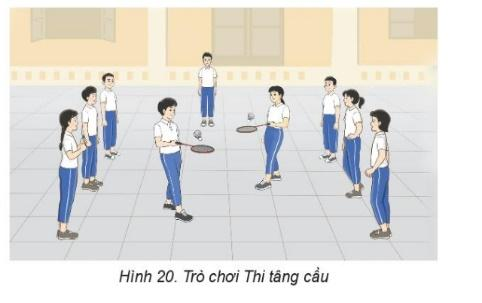 Hình 20. Trò chơi Thi tâng cầu